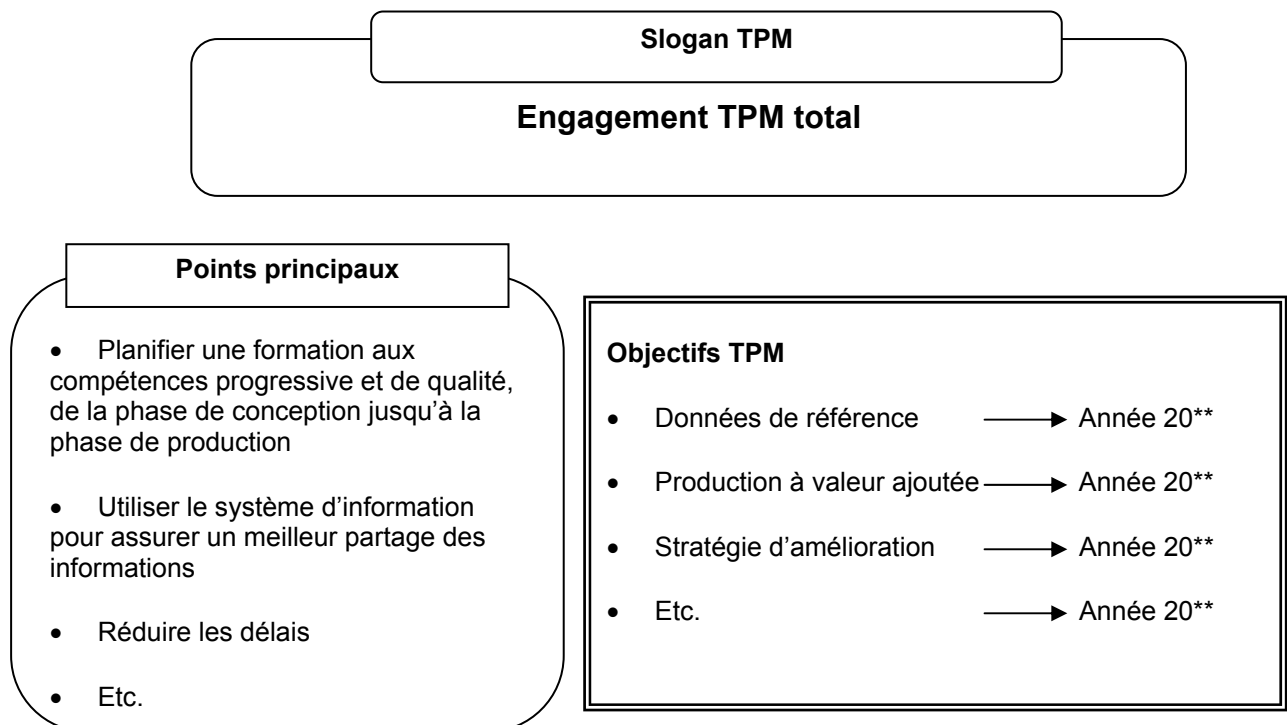 Slogan TPM
Engagement TPM total
Points principaux
• Planifier une formation aux
compétences progressive et de qualité,
de la phase de conception jusqu’à la
phase de production
• Utiliser le système d’information
pour assurer un meilleur partage des
informations
• Réduire les délais
• Etc.
Objectifs TPM
• Données de référence Année 20**
• Production à valeur ajoutée Année 20**
• Stratégie d’amélioration Année 20**
• Etc. Année 20**